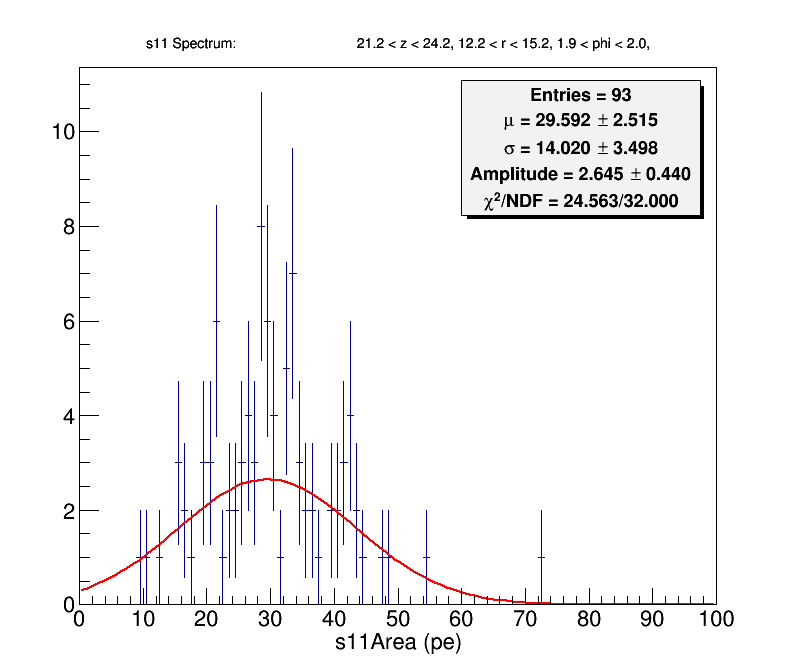 s11 Spectrum: 21.2 < z < 24.2, 12.2 < r < 15.2, 1.9 < phi < 2.0,
Entries = 93
μ = 29.592 ± 2.515
σ = 14.020 ± 3.498
Amplitude = 2.645 ± 0.440
χ²/NDF = 24.563/32.000
10
8
6
4
2
0
0 10 20 30 40 50 60 70 80 90 100
s11Area (pe)